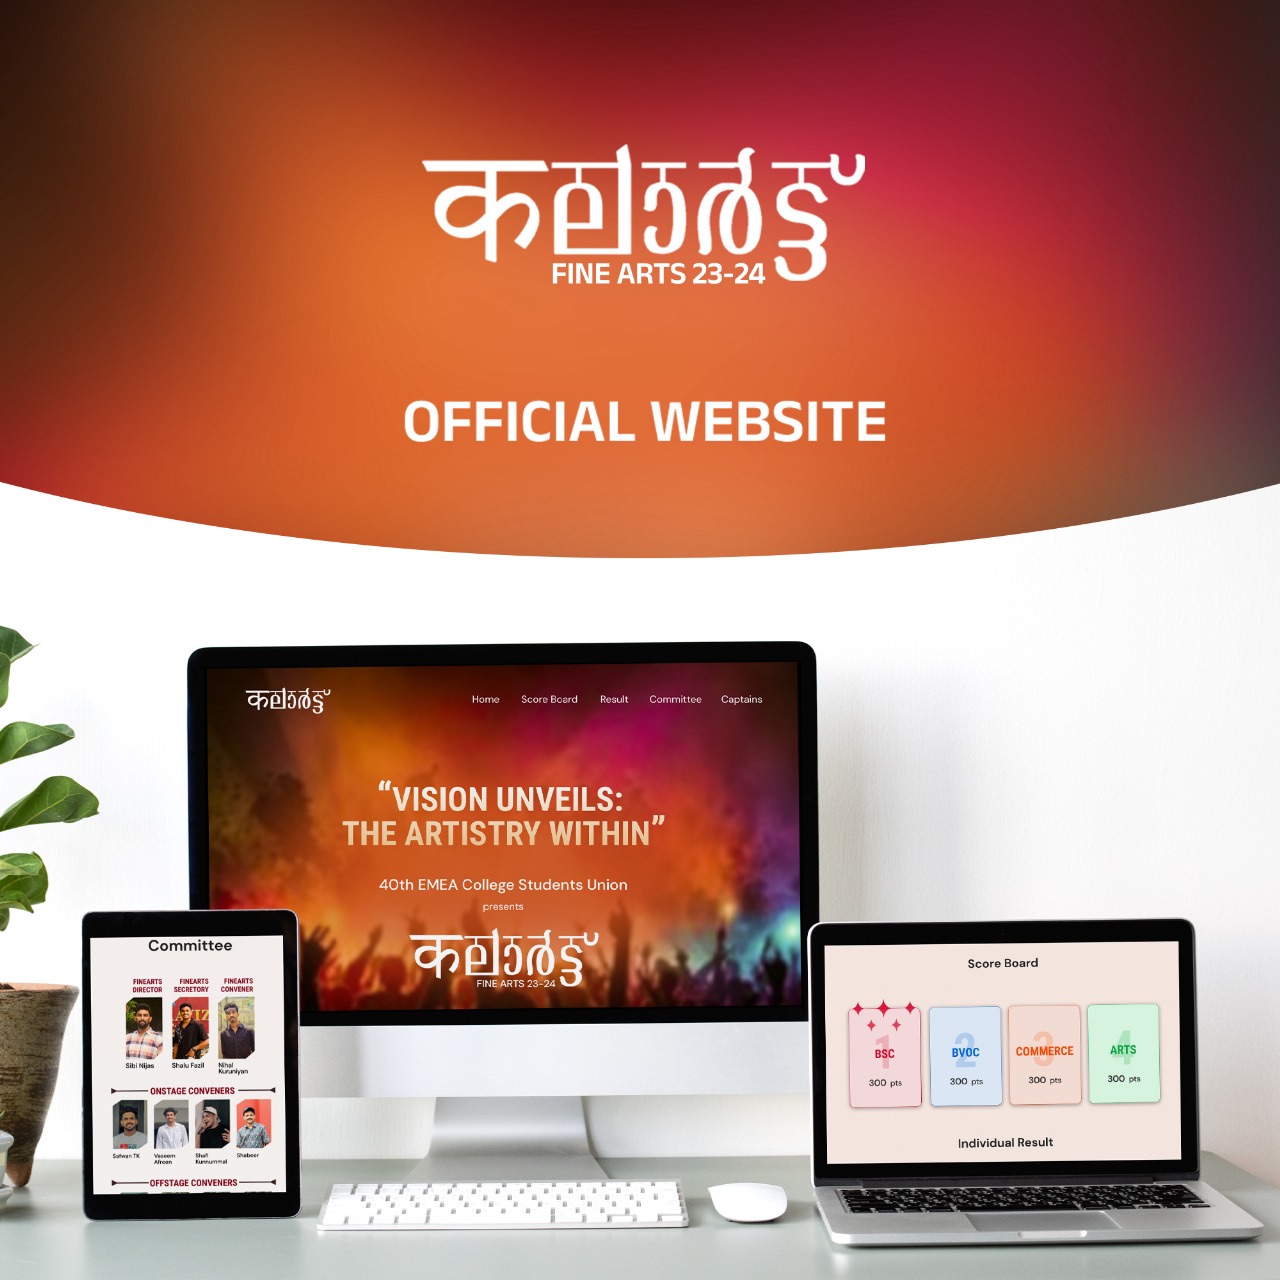 കലാർട്ട്
FINE ARTS 23-24
OFFICIAL WEBSITE
കലാർട്ട്
Home Score Board Result Committee Captains
“VISION UNVEILS:
THE ARTISTRY WITHIN”
40th EMEA College Students Union
presents
കലാർട്ട്
FINE ARTS 23-24
Committee
FINEARTS DIRECTOR
FINEARTS SECRETORY
FINEARTS CONVENER
Sibi Nijas
Shalu Fazil
Nihal Kuruniyan
ONSTAGE CONVENERS
Safwan TK
Vaseem Afreen
Shafi Kunnummal
Shabeer
OFFSTAGE CONVENERS
Score Board
1
BSC
300 pts
2
BVOC
300 pts
3
COMMERCE
300 pts
4
ARTS
300 pts
Individual Result